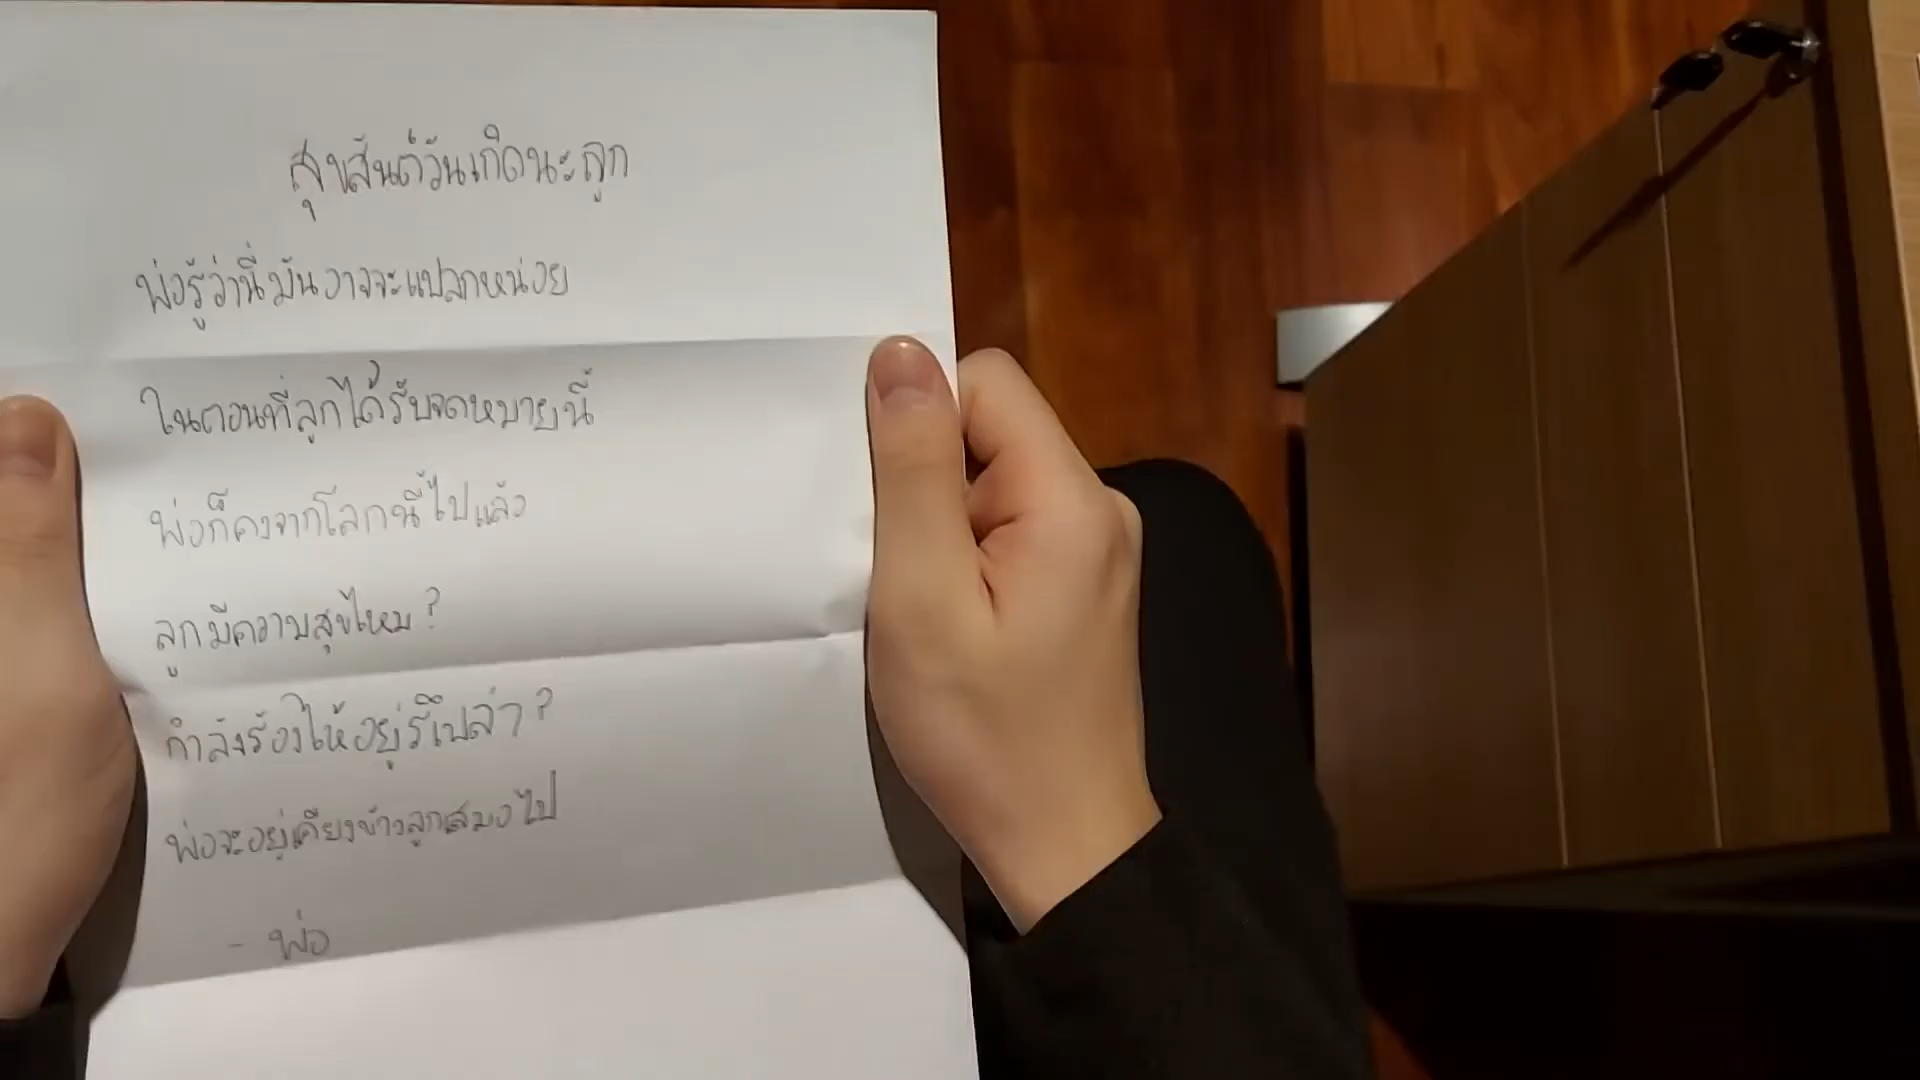 สุขสันต์วันเกิดนะลูก
พ่อรู้ว่านี่มันอาจจะแปลกหน่อย
ในตอนที่ลูกได้รับจดหมายนี้
พ่อก็คงจากโลกนี้ไปแล้ว
ลูกมีความสุขไหม?
กำลังร้องไห้อยู่รึเปล่า?
พ่อจะอยู่เคียงข้างลูกเสมอไป
- พ่อ